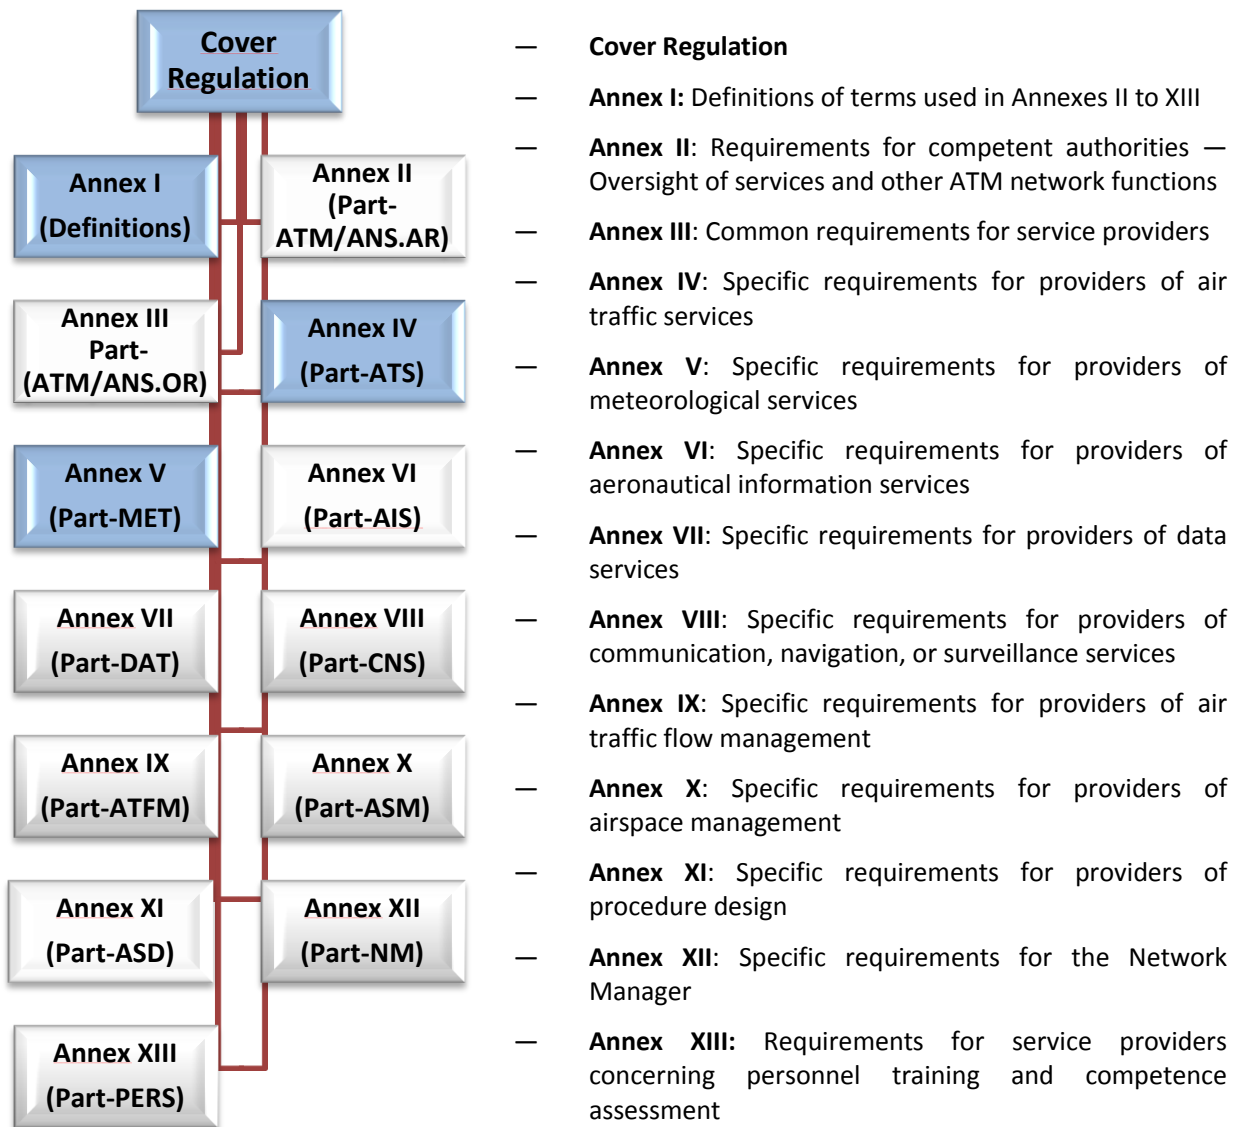 Cover
Regulation
Annex I
(Definitions)
Annex II
(Part-
ATM/ANS.AR)
Annex III
Part-
(ATM/ANS.OR)
Annex IV
(Part-ATS)
Annex V
(Part-MET)
Annex VI
(Part-AIS)
Annex VII
(Part-DAT)
Annex VIII
(Part-CNS)
Annex IX
(Part-ATFM)
Annex X
(Part-ASM)
Annex XI
(Part-ASD)
Annex XII
(Part-NM)
Annex XIII
(Part-PERS)
— Cover Regulation
— Annex I: Definitions of terms used in Annexes II to XIII
— Annex II: Requirements for competent authorities —
Oversight of services and other ATM network functions
— Annex III: Common requirements for service providers
— Annex IV: Specific requirements for providers of air
traffic services
— Annex V: Specific requirements for providers of
meteorological services
— Annex VI: Specific requirements for providers of
aeronautical information services
— Annex VII: Specific requirements for providers of data
services
— Annex VIII: Specific requirements for providers of
communication, navigation, or surveillance services
— Annex IX: Specific requirements for providers of air
traffic flow management
— Annex X: Specific requirements for providers of
airspace management
— Annex XI: Specific requirements for providers of
procedure design
— Annex XII: Specific requirements for the Network
Manager
— Annex XIII: Requirements for service providers
concerning personnel training and competence
assessment